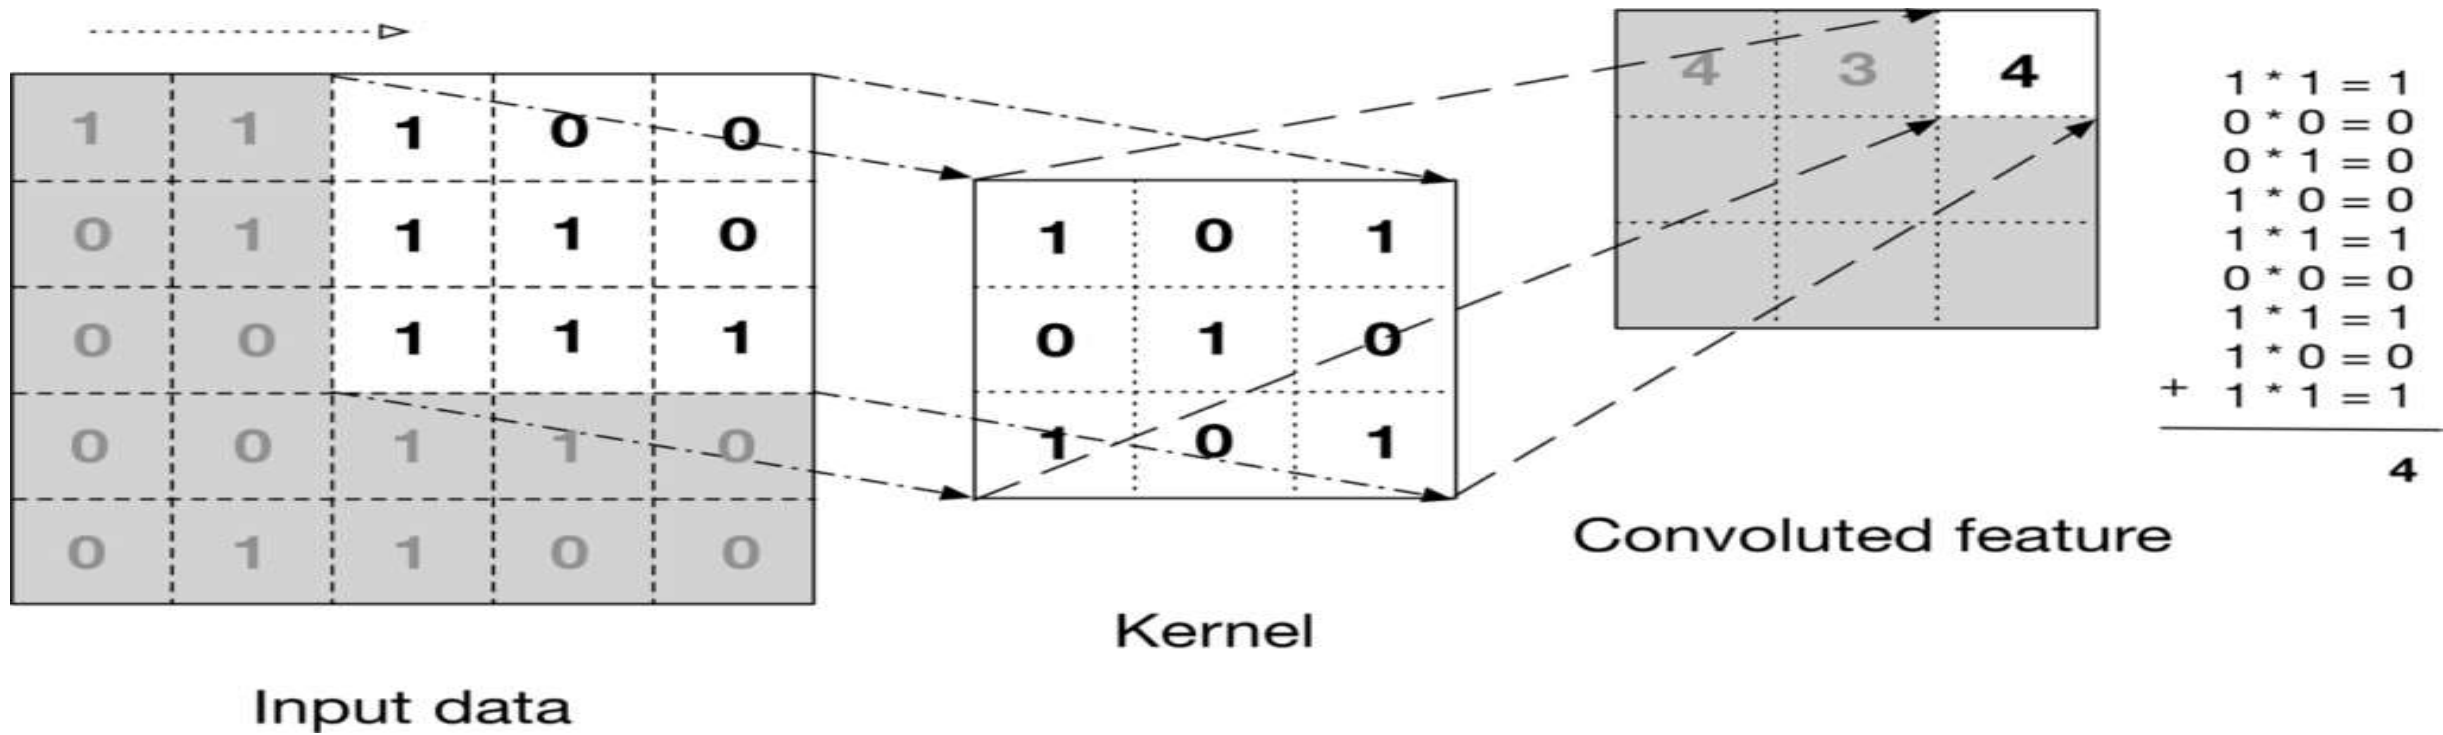 1 1 1 0 0
0 1 1 1 0
0 0 1 1 1
0 0 1 1 0
0 1 1 0 0
Input data
1 0 1
0 1 0
1 0 1
Kernel
4 3 4
Convoluted feature
1 * 1 = 1
0 * 0 = 0
0 * 1 = 0
1 * 0 = 0
1 * 1 = 1
0 * 0 = 0
1 * 1 = 1
1 * 0 = 0
+ 1 * 1 = 1
4